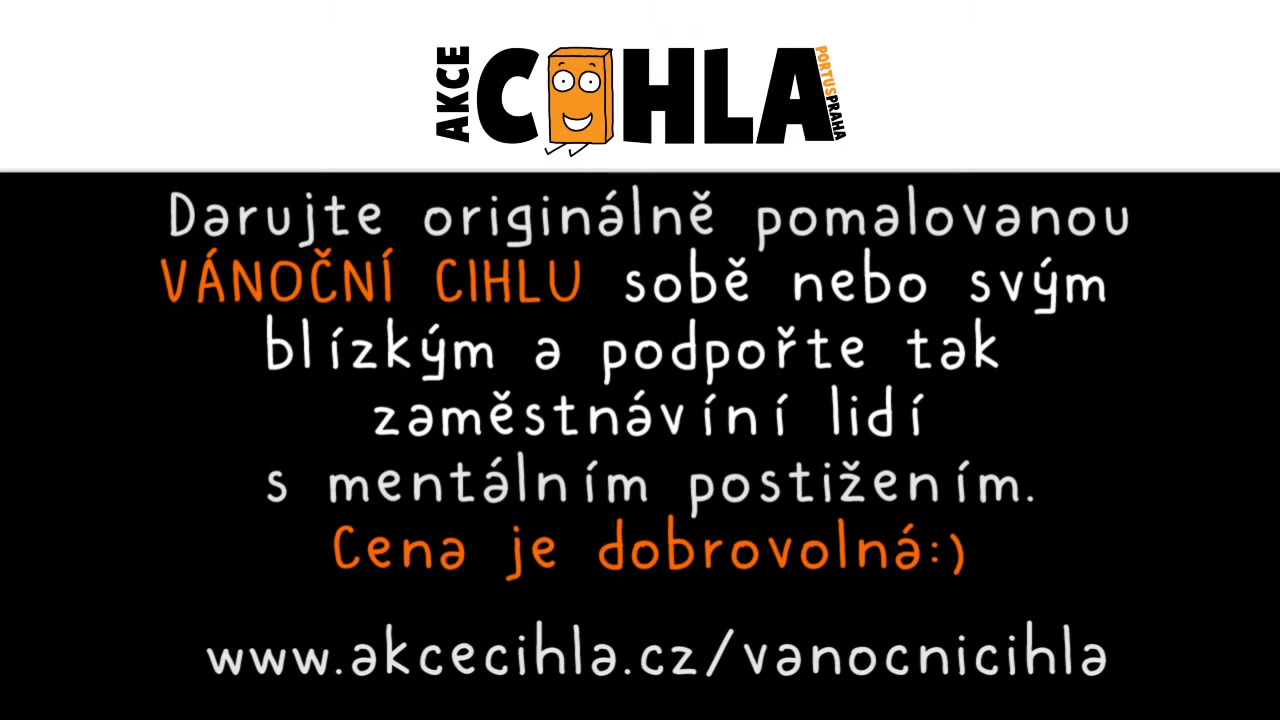 AKCE CIHLA PORTUS PRAHA
Darujte originálně pomalovanou
VÁNOČNÍ CIHLU sobě nebo svým
blízkým a podpořte tak
zaměstnávíní lidí
s mentálním postižením.
Cena je dobrovolná:)
www.akcecihla.cz/vanocnicihla